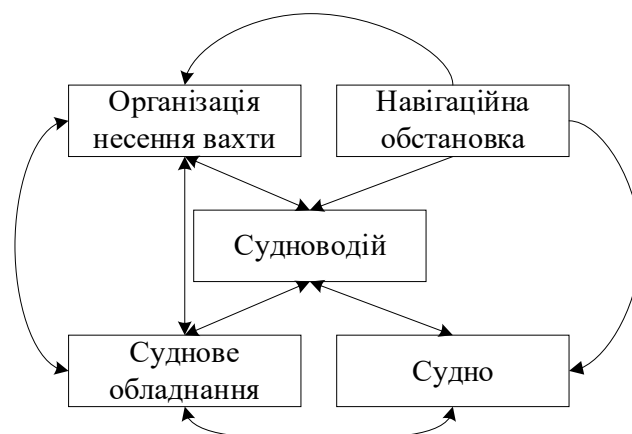 Організація
несення вахти
Навігаційна
обстановка
Судноводій
Суднове
обладнання
Судно